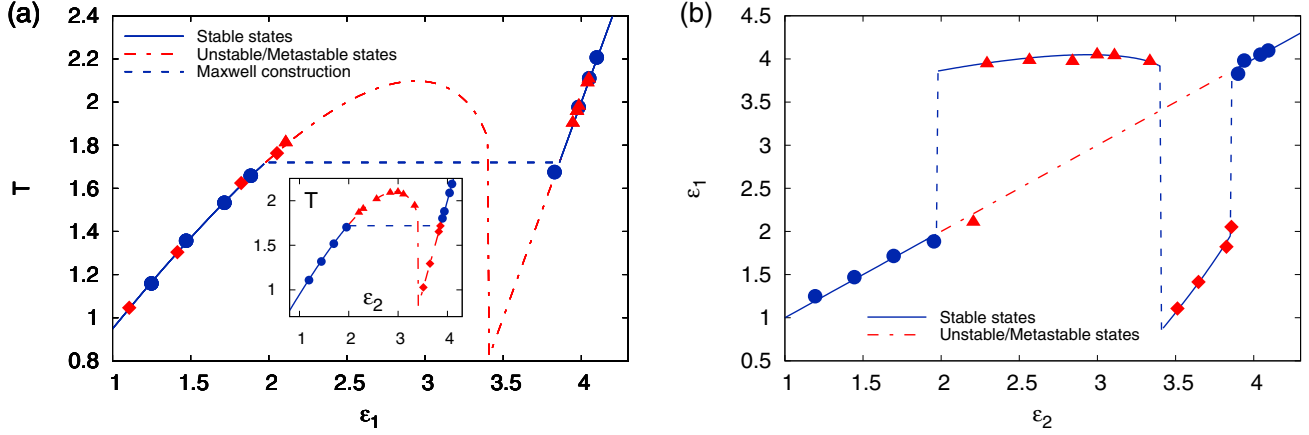 (a)
2.4
2.2
2
1.8
1.6
1.4
1.2
1
0.8
T
Stable states
Unstable/Metastable states
Maxwell construction
T
2
1.5
1
1 2 3 4
ε2
1 1.5 2 2.5 3 3.5 4
ε1
(b)
4.5
4
3.5
3
2.5
2
1.5
1
0.5
ε1
Stable states
Unstable/Metastable states
1 1.5 2 2.5 3 3.5 4
ε2